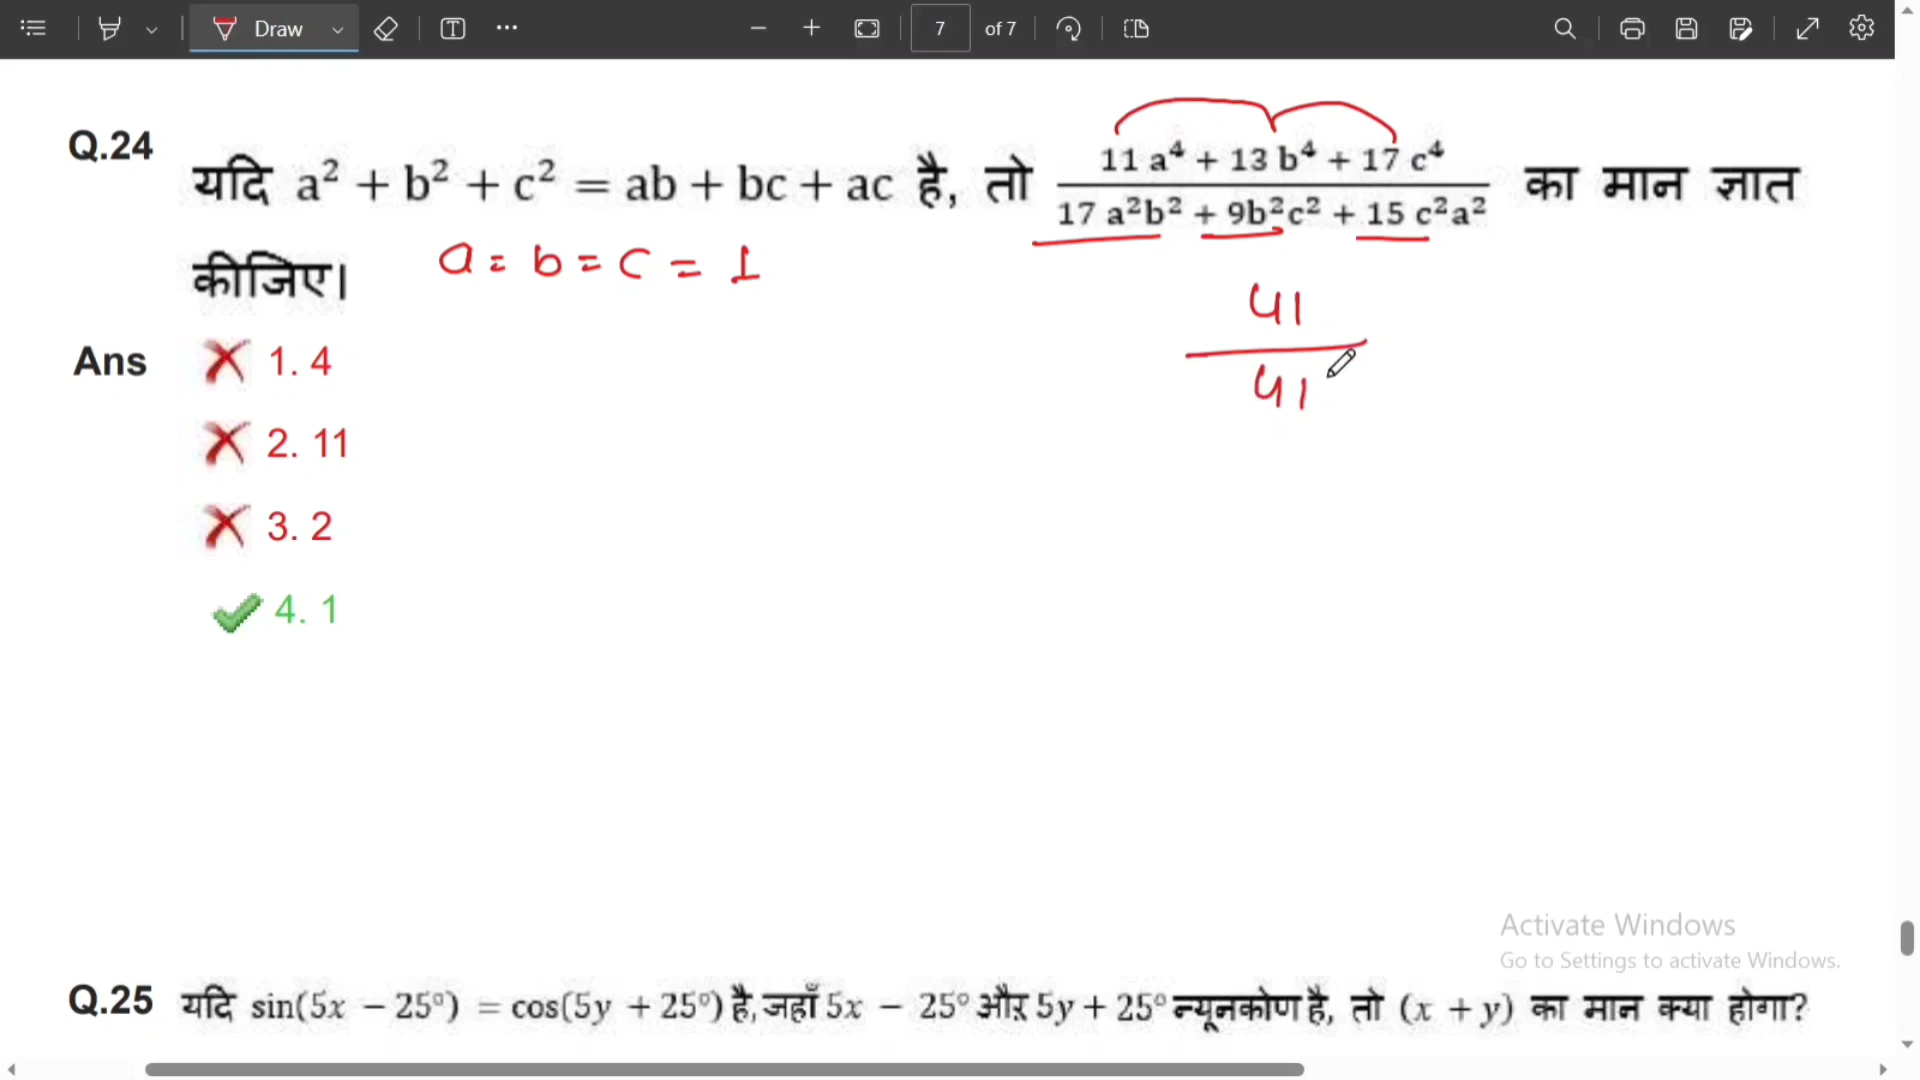 Draw
7 of 7
Q.24 यदि a² + b² + c² = ab + bc + ac है, तो (11 a⁴ + 13 b⁴ + 17 c⁴)/(17 a²b² + 9b²c² + 15 c²a²) का मान ज्ञात
कीजिए।
a = b = c = 1
41
41
Ans 1. 4
2. 11
3. 2
4. 1
Activate Windows
Go to Settings to activate Windows.
Q.25 यदि sin(5x − 25°) = cos(5y + 25°) है, जहाँ 5x − 25° और 5y + 25° न्यूनकोण है, तो (x + y) का मान क्या होगा?